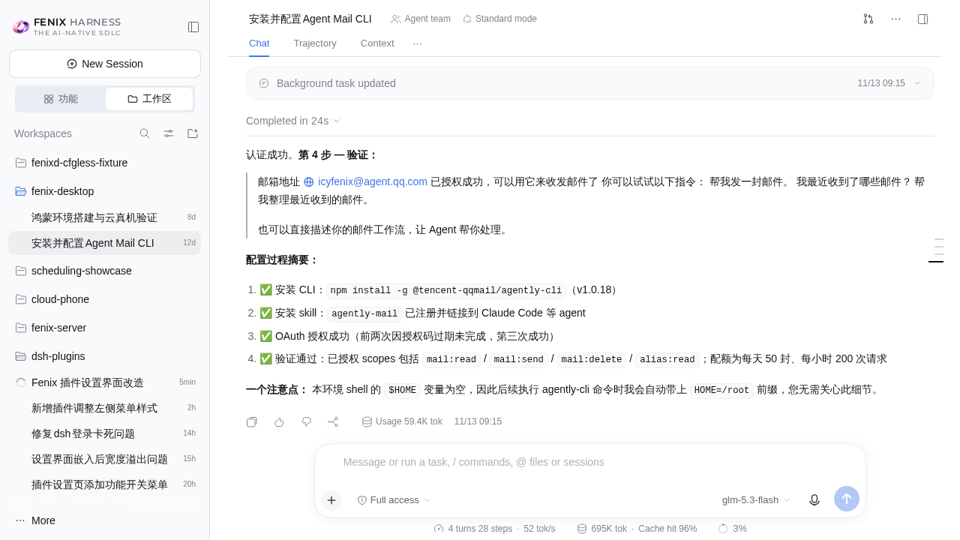 FENIX HARNESS
THE AI-NATIVE SDLC
New Session
功能
工作区
Workspaces
fenixd-cfgless-fixture
fenix-desktop
鸿蒙环境搭建与云真机验证 8d
安装并配置 Agent Mail CLI 12d
scheduling-showcase
cloud-phone
fenix-server
dsh-plugins
Fenix 插件设置界面改造 5min
新增插件调整左侧菜单样式 2h
修复 dsh 登录卡死问题 14h
设置界面嵌入后宽度溢出问题 15h
插件设置页添加功能开关菜单 20h
More
安装并配置 Agent Mail CLI Agent team Standard mode
Chat Trajectory Context
Background task updated 11/13 09:15
Completed in 24s
认证成功。第 4 步 — 验证：
邮箱地址 icyfenix@agent.qq.com 已授权成功，可以用它来收发邮件了 你可以试试以下指令： 帮我发一封邮件。 我最近收到了哪些邮件？ 帮
我整理最近收到的邮件。
也可以直接描述你的邮件工作流，让 Agent 帮你处理。
配置过程摘要：
1. ✅ 安装 CLI：npm install -g @tencent-qqmail/agently-cli（v1.0.18）
2. ✅ 安装 skill：agently-mail 已注册并链接到 Claude Code 等 agent
3. ✅ OAuth 授权成功（前两次因授权码过期未完成，第三次成功）
4. ✅ 验证通过：已授权 scopes 包括 mail:read / mail:send / mail:delete / alias:read；配额为每天 50 封、每小时 200 次请求
一个注意点： 本环境 shell 的 $HOME 变量为空，因此后续执行 agently-cli 命令时我会自动带上 HOME=/root 前缀，您无需关心此细节。
Usage 59.4K tok 11/13 09:15
Message or run a task, / commands, @ files or sessions
Full access
glm-5.3-flash
4 turns 28 steps · 52 tok/s 695K tok · Cache hit 96% 3%